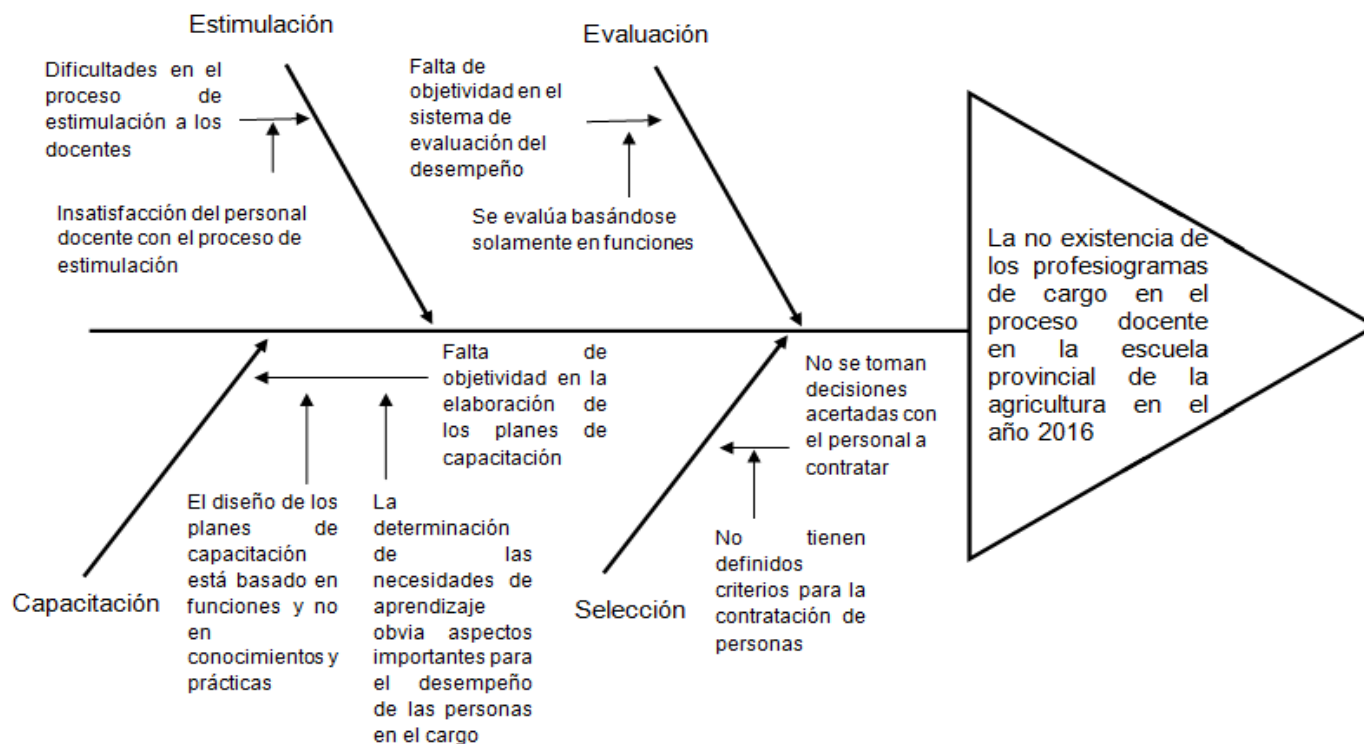 Estimulación
Dificultades en el
proceso de
estimulación a los
docentes
Insatisfacción del personal
docente con el proceso de
estimulación
Evaluación
Falta de
objetividad en el
sistema de
evaluación del
desempeño
Se evalúa basándose
solamente en funciones
La no existencia de
los profesiogramas
de cargo en el
proceso docente
en la escuela
provincial de la
agricultura en el
año 2016
Falta de
objetividad en la
elaboración de
los planes de
capacitación
El diseño de los
planes de
capacitación
está basado en
funciones y no
en
conocimientos y
prácticas
La
determinación
de las
necesidades de
aprendizaje
obvia aspectos
importantes para
el desempeño
de las personas
en el cargo
Capacitación
No se toman
decisiones
acertadas con
el personal a
contratar
No tienen
definidos
criterios para la
contratación de
personas
Selección